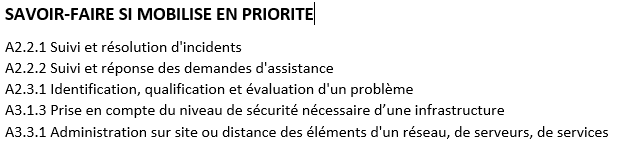 SAVOIR-FAIRE SI MOBILISE EN PRIORITE
A2.2.1 Suivi et résolution d'incidents
A2.2.2 Suivi et réponse des demandes d'assistance
A2.3.1 Identification, qualification et évaluation d'un problème
A3.1.3 Prise en compte du niveau de sécurité nécessaire d’une infrastructure
A3.3.1 Administration sur site ou distance des éléments d'un réseau, de serveurs, de services